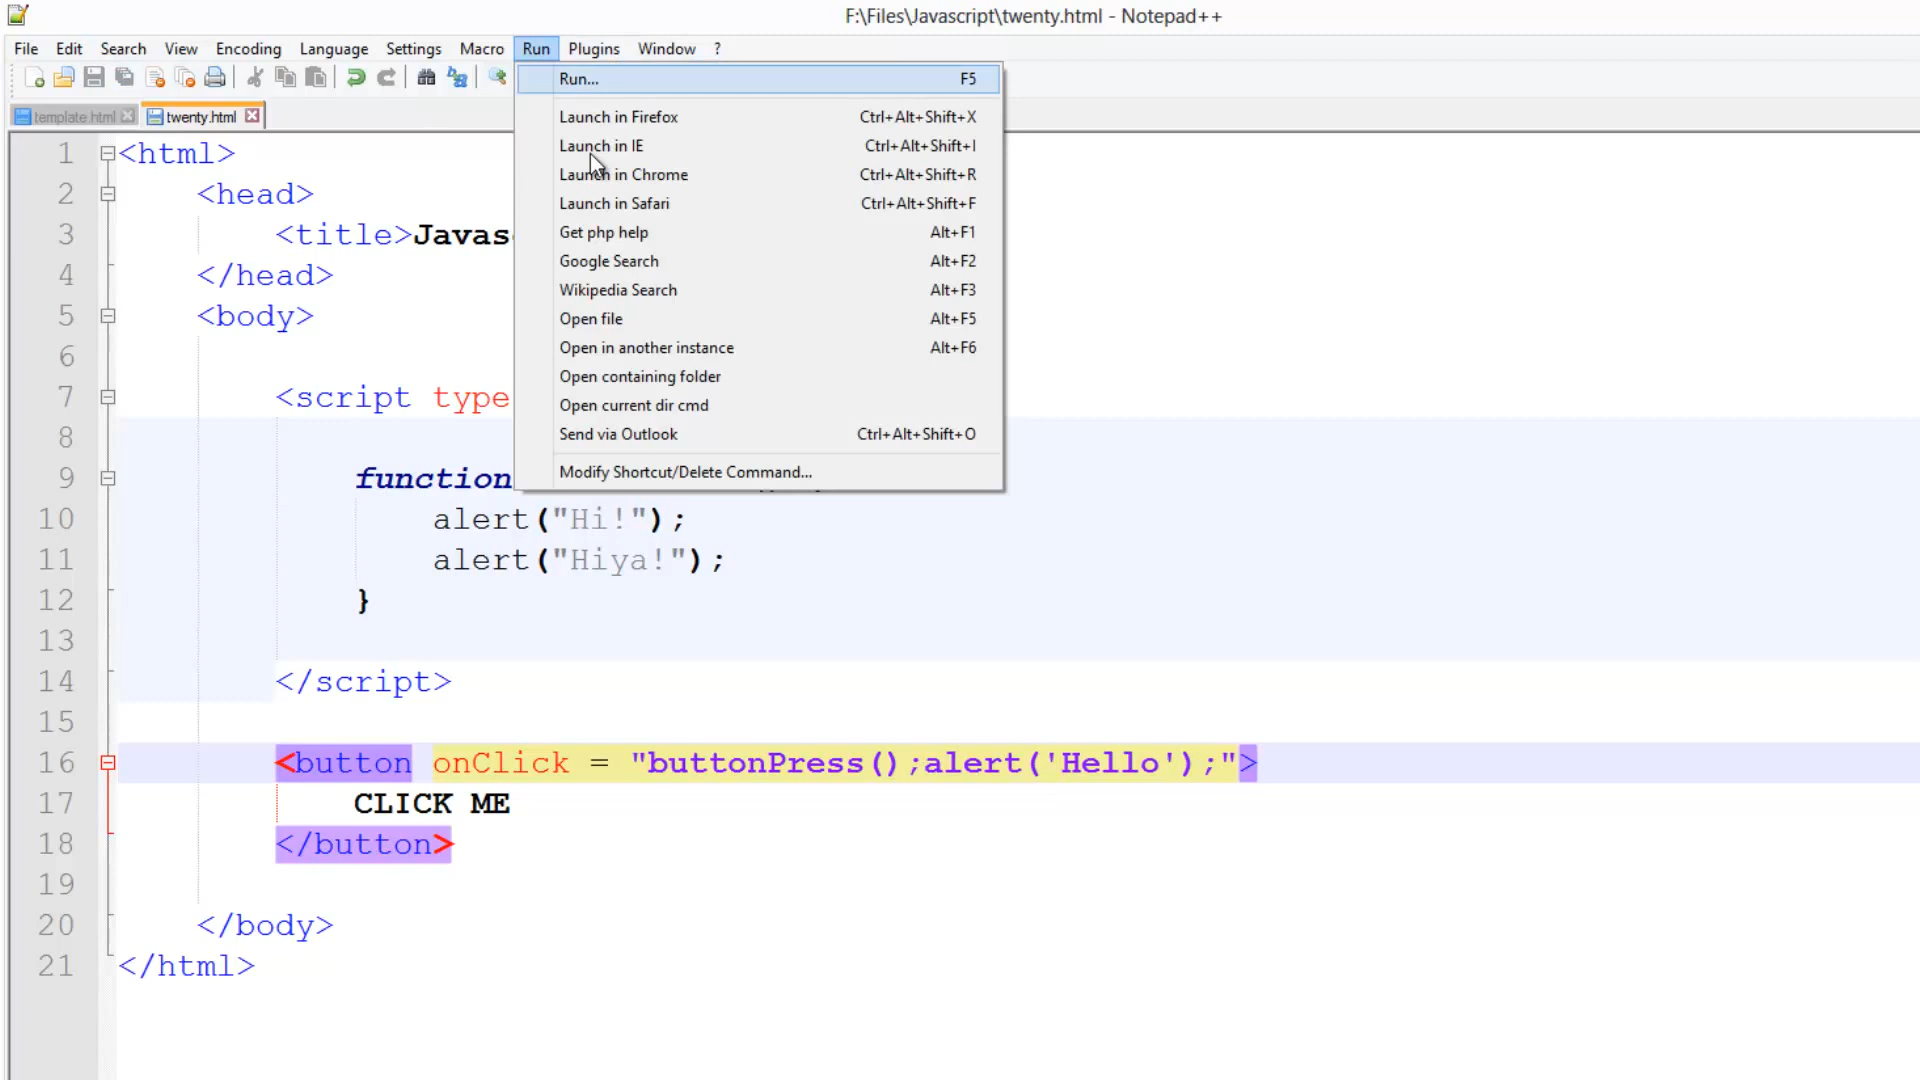 F:\Files\Javascript\twenty.html - Notepad++
File Edit Search View Encoding Language Settings Macro Run Plugins Window ?
template.html twenty.html
Run... F5
Launch in Firefox Ctrl+Alt+Shift+X
Launch in IE Ctrl+Alt+Shift+I
Launch in Chrome Ctrl+Alt+Shift+R
Launch in Safari Ctrl+Alt+Shift+F
Get php help Alt+F1
Google Search Alt+F2
Wikipedia Search Alt+F3
Open file Alt+F5
Open in another instance Alt+F6
Open containing folder
Open current dir cmd
Send via Outlook Ctrl+Alt+Shift+O
Modify Shortcut/Delete Command...
1 <html>
2 <head>
3 <title>Javas
4 </head>
5 <body>
6
7 <script type
8
9 function
10 alert("Hi!");
11 alert("Hiya!");
12 }
13
14 </script>
15
16 <button onClick = "buttonPress();alert('Hello');">
17 CLICK ME
18 </button>
19
20 </body>
21 </html>